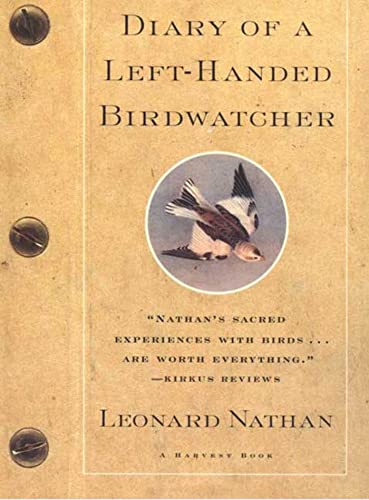 DIARY OF A
LEFT-HANDED
BIRDWATCHER
"NATHAN'S SACRED
EXPERIENCES WITH BIRDS...
ARE WORTH EVERYTHING."
—KIRKUS REVIEWS
LEONARD NATHAN
A HARVEST BOOK